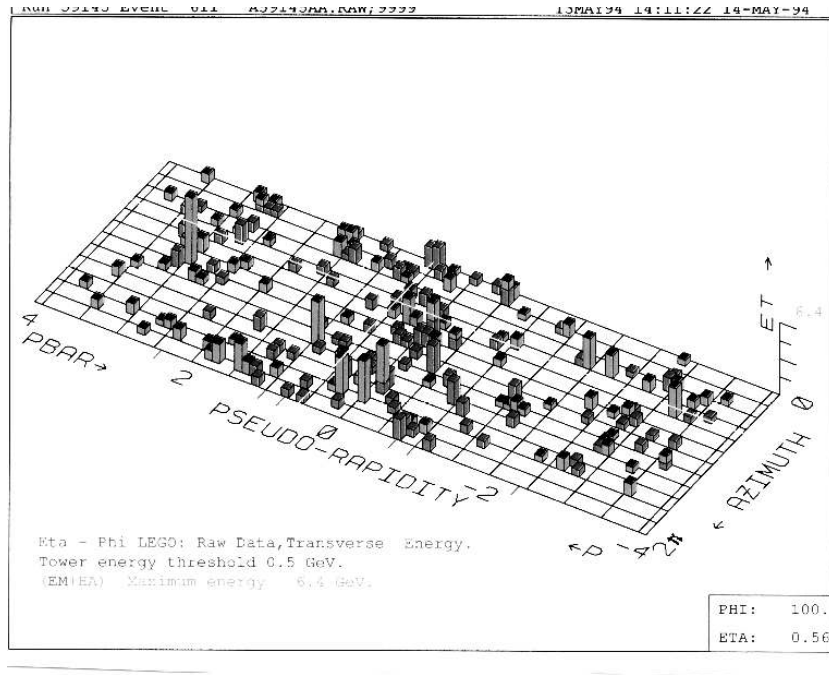 Run 59145 Event 611 A59145AA.RAW;9999 13MAY94 14:11:22 14-MAY-94
ET →
6.4
4
PBAR→
2
PSEUDO-RAPIDITY
0
-2
←P -4
2π
← AZIMUTH
0
Eta - Phi LEGO: Raw Data,Transverse Energy.
Tower energy threshold 0.5 GeV.
(EM|HA) Maximum energy 6.4 GeV.
PHI: 100.
ETA: 0.56